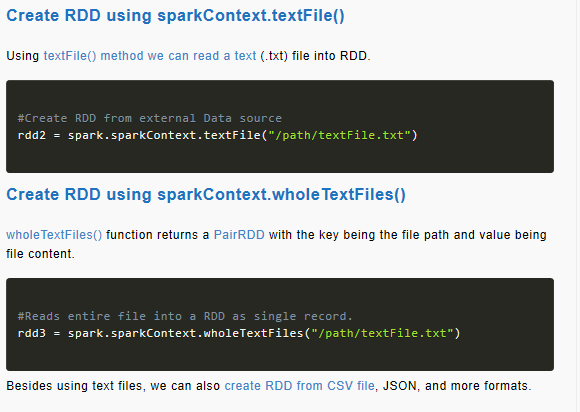 Create RDD using sparkContext.textFile()
Using textFile() method we can read a text (.txt) file into RDD.
#Create RDD from external Data source
rdd2 = spark.sparkContext.textFile("/path/textFile.txt")
Create RDD using sparkContext.wholeTextFiles()
wholeTextFiles() function returns a PairRDD with the key being the file path and value being
file content.
#Reads entire file into a RDD as single record.
rdd3 = spark.sparkContext.wholeTextFiles("/path/textFile.txt")
Besides using text files, we can also create RDD from CSV file, JSON, and more formats.